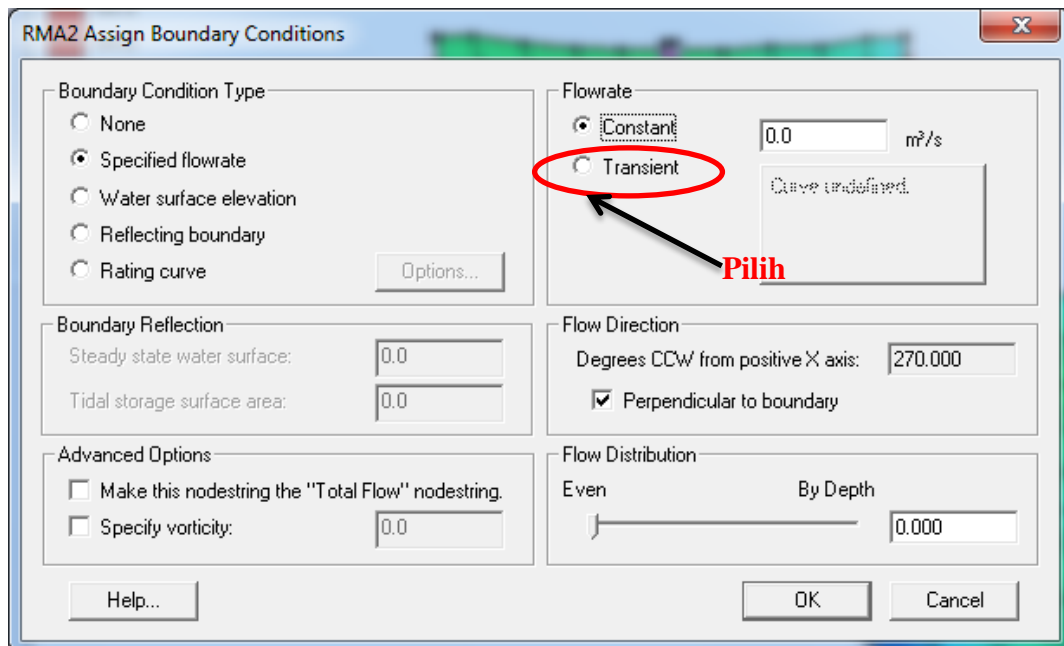 RMA2 Assign Boundary Conditions
Boundary Condition Type
None
Specified flowrate
Water surface elevation
Reflecting boundary
Rating curve
Options...
Flowrate
Constant
0.0 m³/s
Transient
Curve undefined.
Pilih
Boundary Reflection
Steady state water surface: 0.0
Tidal storage surface area: 0.0
Flow Direction
Degrees CCW from positive X axis: 270.000
Perpendicular to boundary
Advanced Options
Make this nodestring the "Total Flow" nodestring.
Specify vorticity: 0.0
Flow Distribution
Even By Depth
0.000
Help...
OK Cancel